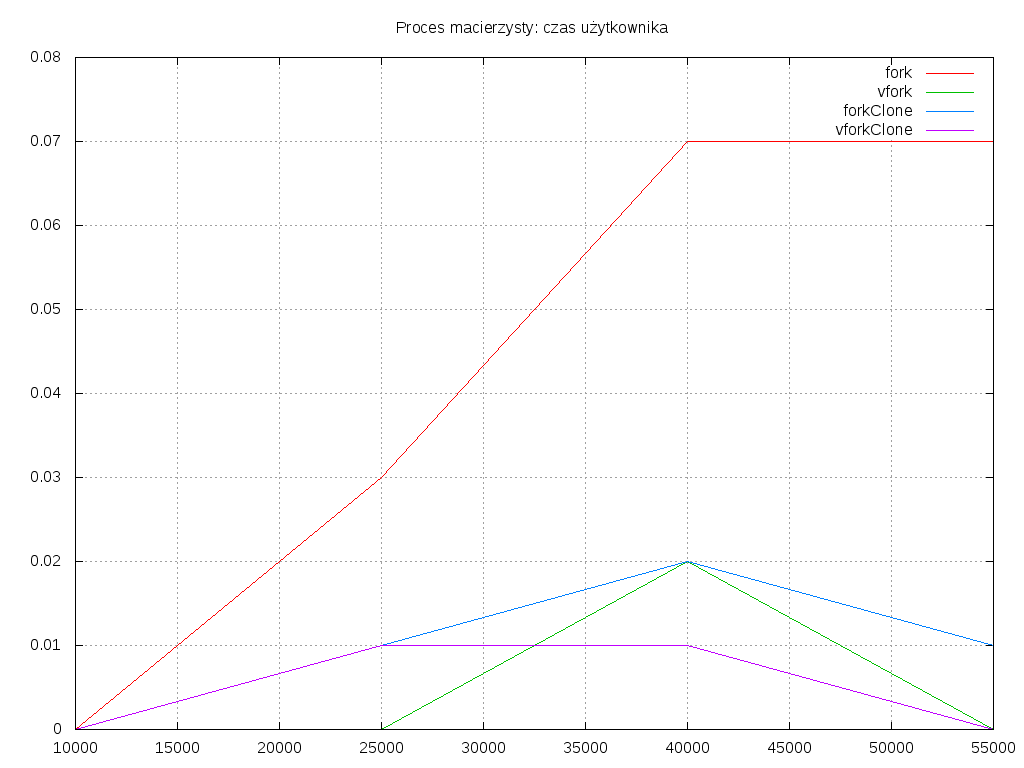 Proces macierzysty: czas użytkownika
0.08
0.07
0.06
0.05
0.04
0.03
0.02
0.01
0
fork
vfork
forkClone
vforkClone
10000 15000 20000 25000 30000 35000 40000 45000 50000 55000